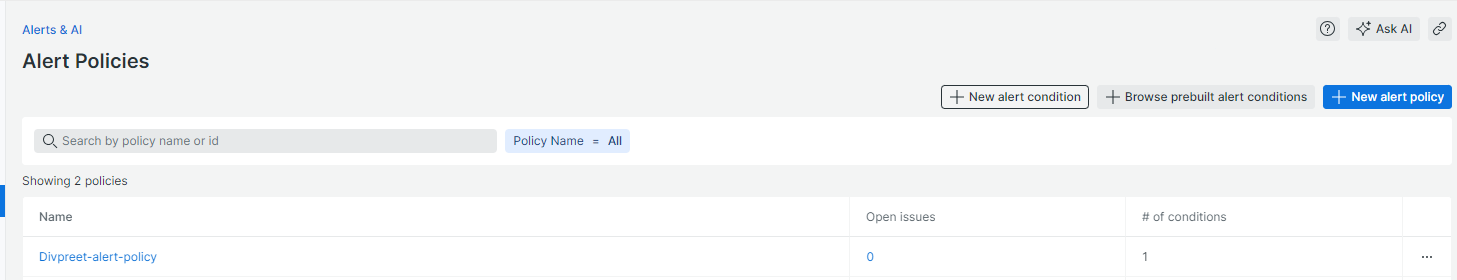 Alerts & AI
Ask AI
Alert Policies
New alert condition
Browse prebuilt alert conditions
New alert policy
Search by policy name or id
Policy Name = All
Showing 2 policies
Name Open issues # of conditions
Divpreet-alert-policy 0 1